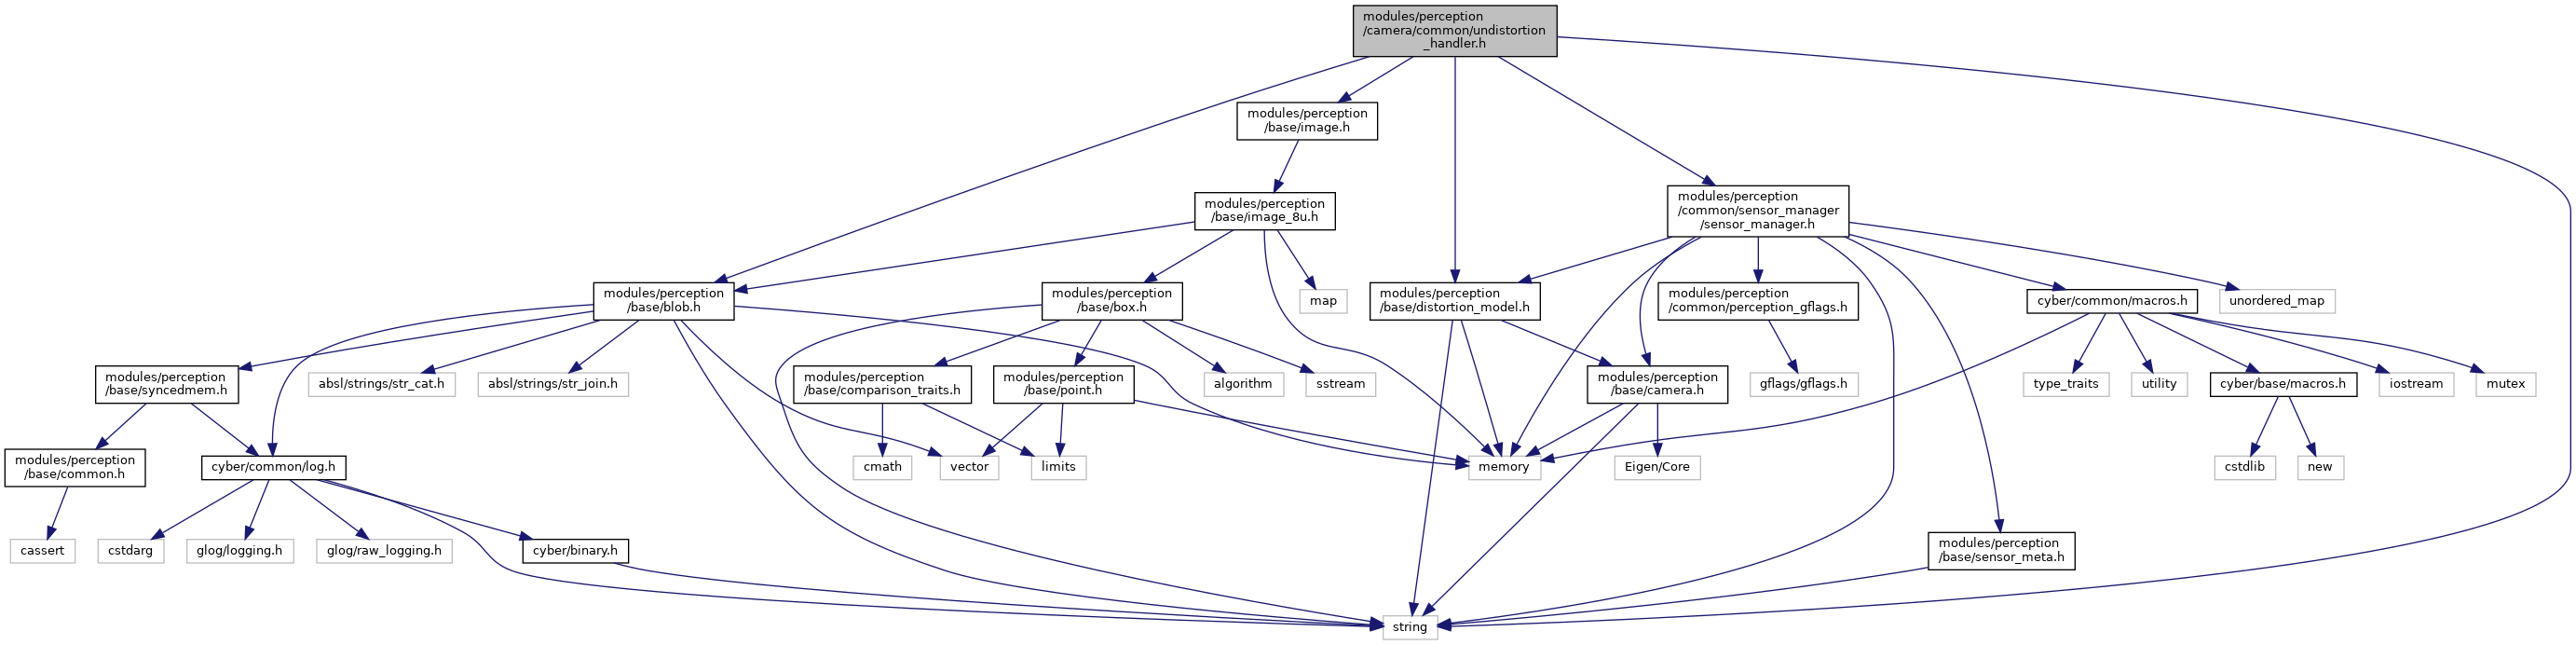 modules/perception
/camera/common/undistortion
_handler.h
modules/perception
/base/image.h
modules/perception
/base/image_8u.h
modules/perception
/common/sensor_manager
/sensor_manager.h
modules/perception
/base/blob.h
modules/perception
/base/box.h
map
modules/perception
/base/distortion_model.h
modules/perception
/common/perception_gflags.h
cyber/common/macros.h
unordered_map
modules/perception
/base/syncedmem.h
absl/strings/str_cat.h
absl/strings/str_join.h
modules/perception
/base/comparison_traits.h
modules/perception
/base/point.h
algorithm
sstream
modules/perception
/base/camera.h
gflags/gflags.h
type_traits
utility
cyber/base/macros.h
iostream
mutex
modules/perception
/base/common.h
cyber/common/log.h
cmath
vector
limits
memory
Eigen/Core
cstdlib
new
cassert
cstdarg
glog/logging.h
glog/raw_logging.h
cyber/binary.h
modules/perception
/base/sensor_meta.h
string